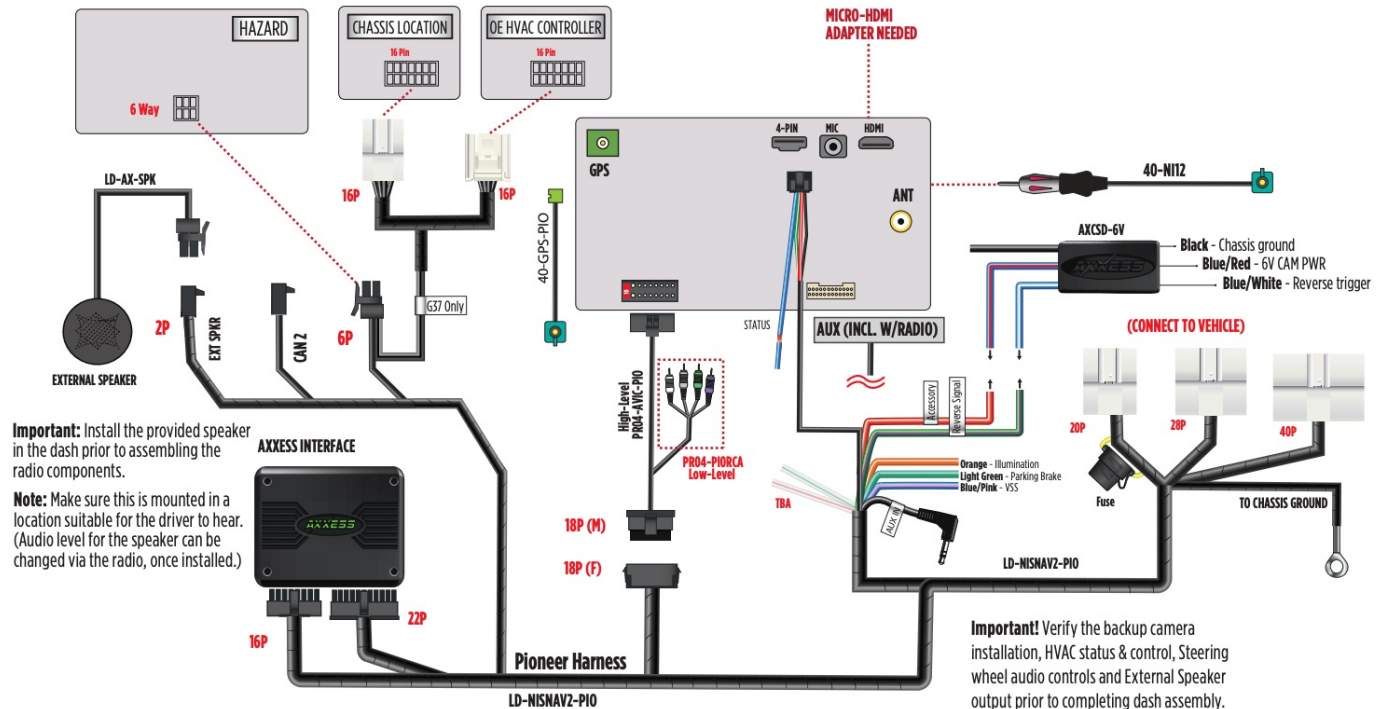 HAZARD
6 Way
CHASSIS LOCATION
16 Pin
OE HVAC CONTROLLER
16 Pin
MICRO-HDMI
ADAPTER NEEDED
LD-AX-SPK
16P
16P
40-GPS-PIO
GPS
4-PIN
MIC
HDMI
ANT
40-NI12
AXCSD-6V
AXXESS
Black - Chassis ground
Blue/Red - 6V CAM PWR
Blue/White - Reverse trigger
EXTERNAL SPEAKER
2P
EXT SPKR
CAN 2
6P
G37 Only
STATUS
AUX (INCL. W/RADIO)
(CONNECT TO VEHICLE)
High-Level
PR04-AVIC-PIO
PR04-PIORCA
Low-Level
Accessory
Reverse Signal
20P
28P
40P
Fuse
TO CHASSIS GROUND
Important: Install the provided speaker
in the dash prior to assembling the
radio components.
Note: Make sure this is mounted in a
location suitable for the driver to hear.
(Audio level for the speaker can be
changed via the radio, once installed.)
AXXESS INTERFACE
AXXESS
Orange - Illumination
Light Green - Parking Brake
Blue/Pink - VSS
TBA
AUX IN
18P (M)
18P (F)
LD-NISNAV2-PIO
16P
22P
Pioneer Harness
LD-NISNAV2-PIO
Important! Verify the backup camera
installation, HVAC status & control, Steering
wheel audio controls and External Speaker
output prior to completing dash assembly.